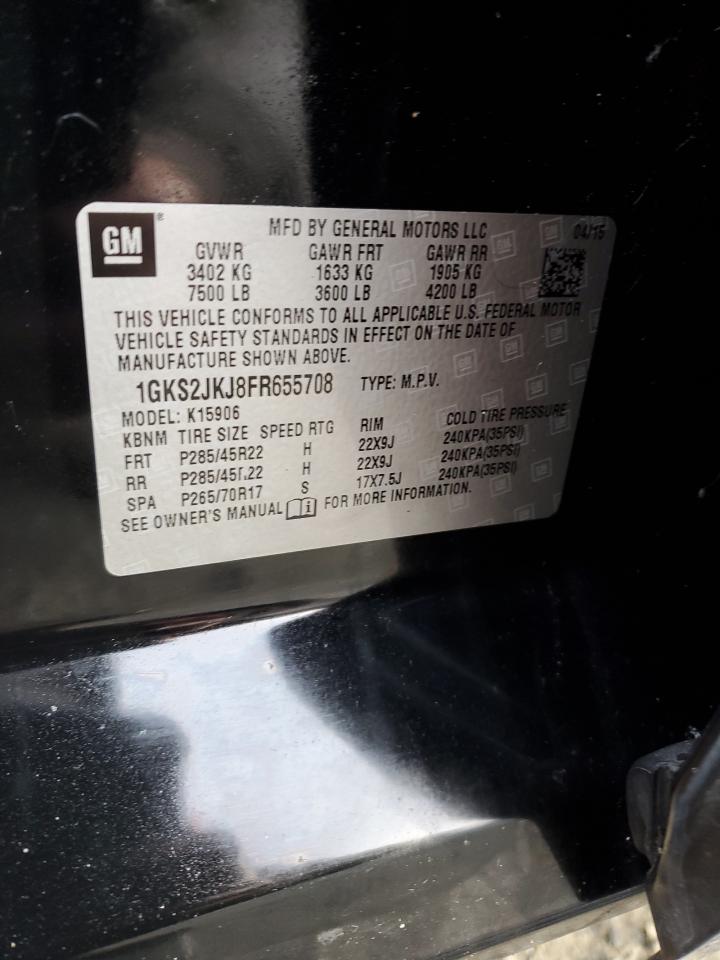 GM ® MFD BY GENERAL MOTORS LLC 04/15
GVWR GAWR FRT GAWR RR
3402 KG 1633 KG 1905 KG
7500 LB 3600 LB 4200 LB
THIS VEHICLE CONFORMS TO ALL APPLICABLE U.S. FEDERAL MOTOR
VEHICLE SAFETY STANDARDS IN EFFECT ON THE DATE OF
MANUFACTURE SHOWN ABOVE.
1GKS2JKJ8FR655708 TYPE: M.P.V.
MODEL: K15906
KBNM TIRE SIZE SPEED RTG RIM COLD TIRE PRESSURE
FRT P285/45R22 H 22X9J 240KPA(35PSI)
RR P285/45R22 H 22X9J 240KPA(35PSI)
SPA P265/70R17 S 17X7.5J 240KPA(35PSI)
SEE OWNER'S MANUAL FOR MORE INFORMATION.